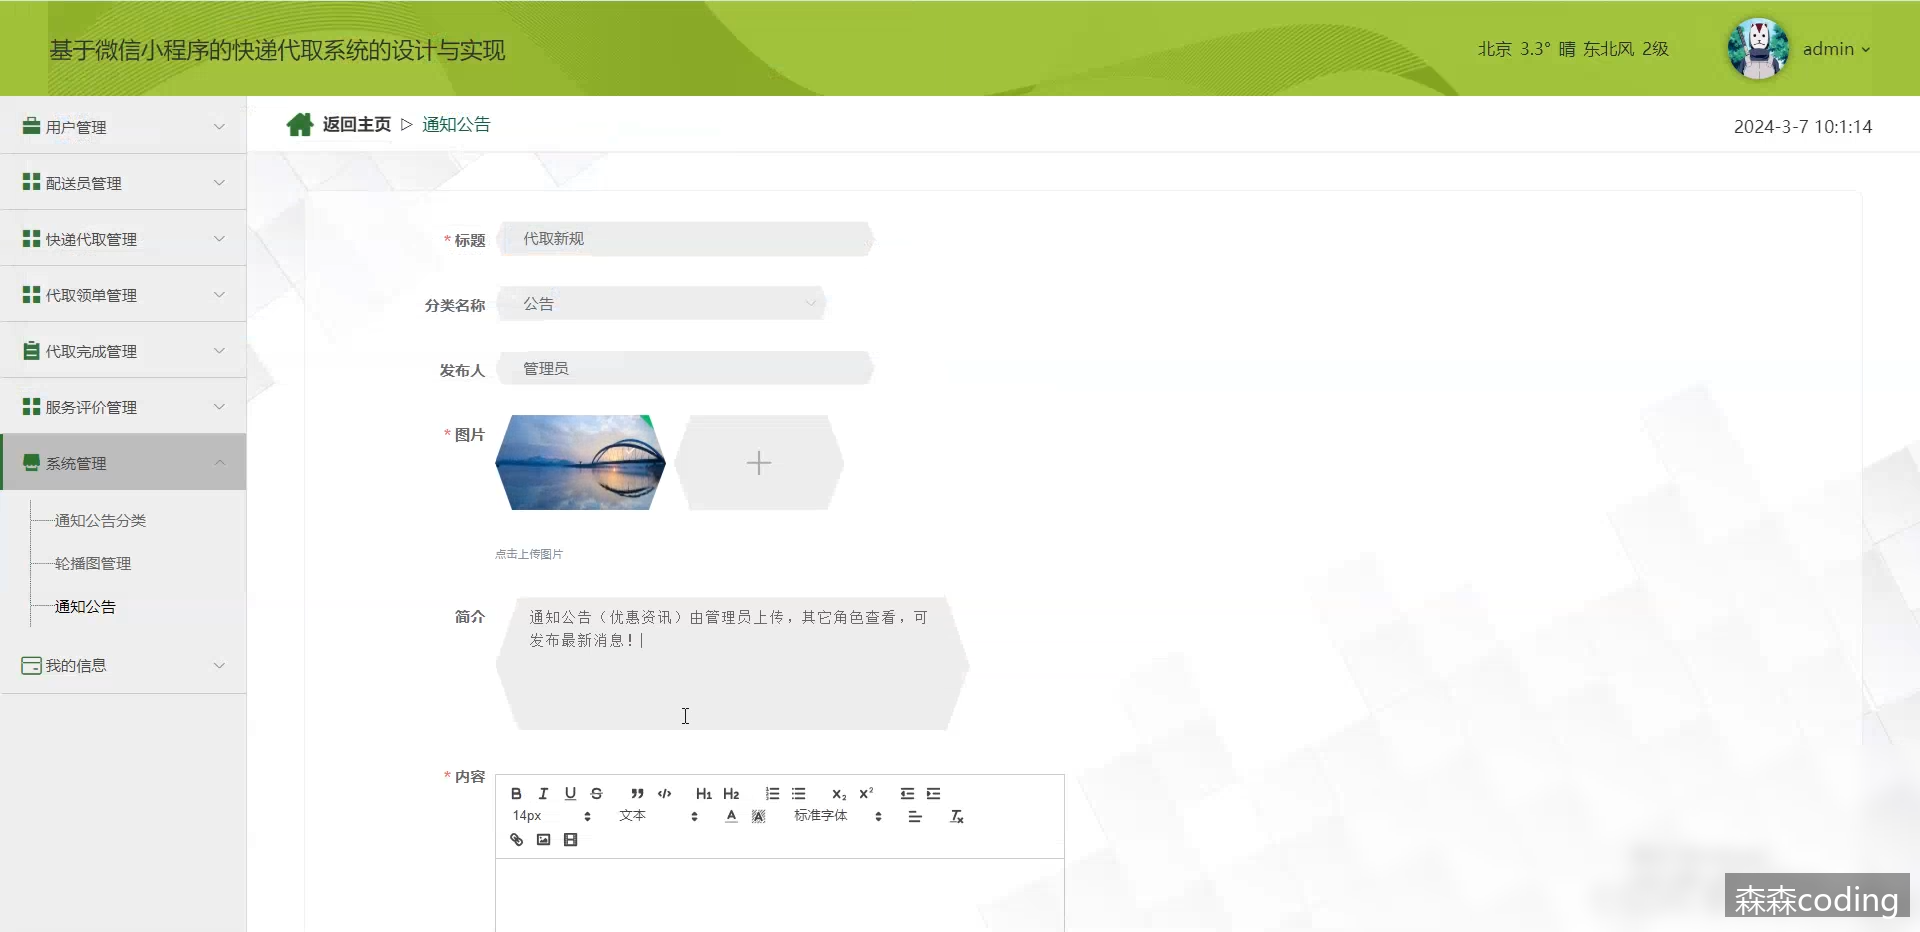 基于微信小程序的快递代取系统的设计与实现
北京 3.3° 晴 东北风 2级
admin
用户管理
配送员管理
快递代取管理
代取领单管理
代取完成管理
服务评价管理
系统管理
通知公告分类
轮播图管理
通知公告
我的信息
返回主页 ▷ 通知公告
2024-3-7 10:1:14
* 标题 代取新规
分类名称 公告
发布人 管理员
* 图片
点击上传图片
简介 通知公告（优惠资讯）由管理员上传，其它角色查看，可
发布最新消息！
* 内容
B I U S H1 H2 X2 X2
14px 文本 A A 标准字体 Tx
森森coding